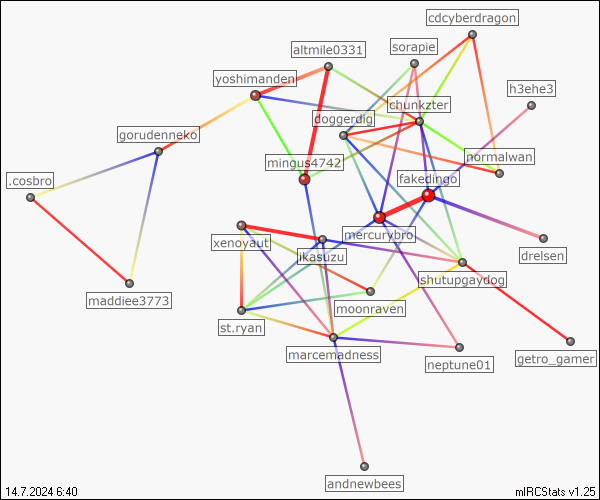 cdcyberdragon
altmile0331
sorapie
yoshimanden
h3ehe3
chunkzter
doggerdig
gorudenneko
mingus4742
normalwan
.cosbro
fakedingo
mercurybro
xenoyaut
ikasuzu
drelsen
shutupgaydog
maddiee3773
moonraven
st.ryan
marcemadness
neptune01
getro_gamer
andnewbees
14.7.2024 6:40
mIRCStats v1.25